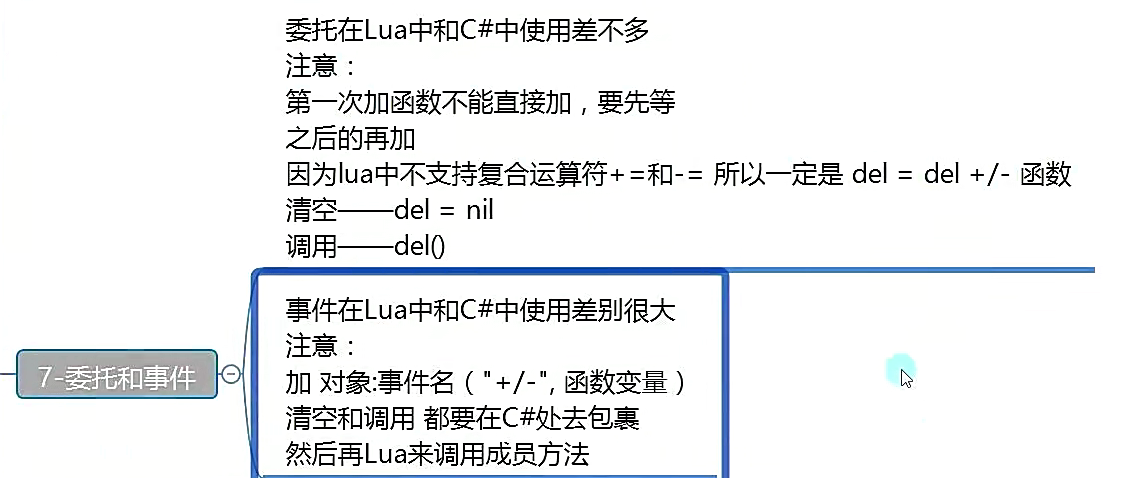 委托在Lua中和C#中使用差不多
注意：
第一次加函数不能直接加，要先等
之后的再加
因为lua中不支持复合运算符+=和-= 所以一定是 del = del +/- 函数
清空——del = nil
调用——del()
7-委托和事件
事件在Lua中和C#中使用差别很大
注意：
加 对象:事件名（"+/-", 函数变量）
清空和调用 都要在C#处去包裹
然后再Lua来调用成员方法